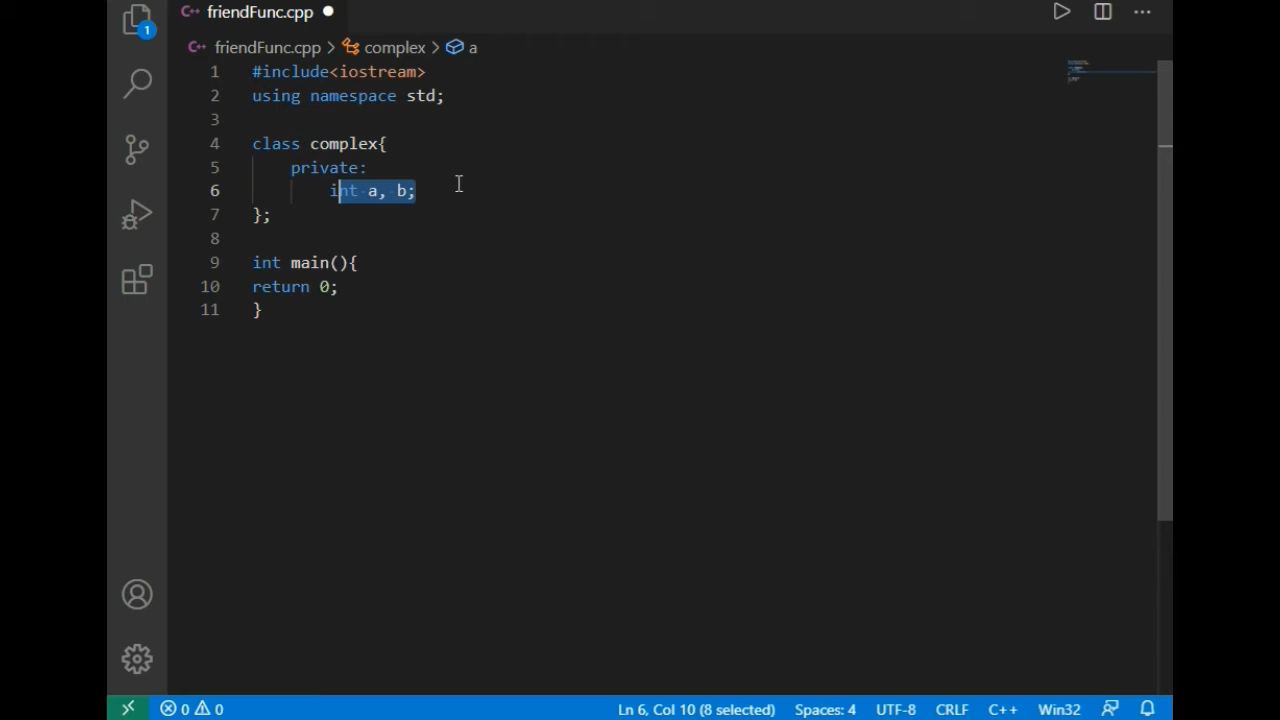 friendFunc.cpp
friendFunc.cpp > complex > a
1 #include<iostream>
2 using namespace std;
3
4 class complex{
5 private:
6 int a, b;
7 };
8
9 int main(){
10 return 0;
11 }
1
0 0 Ln 6, Col 10 (8 selected) Spaces: 4 UTF-8 CRLF C++ Win32